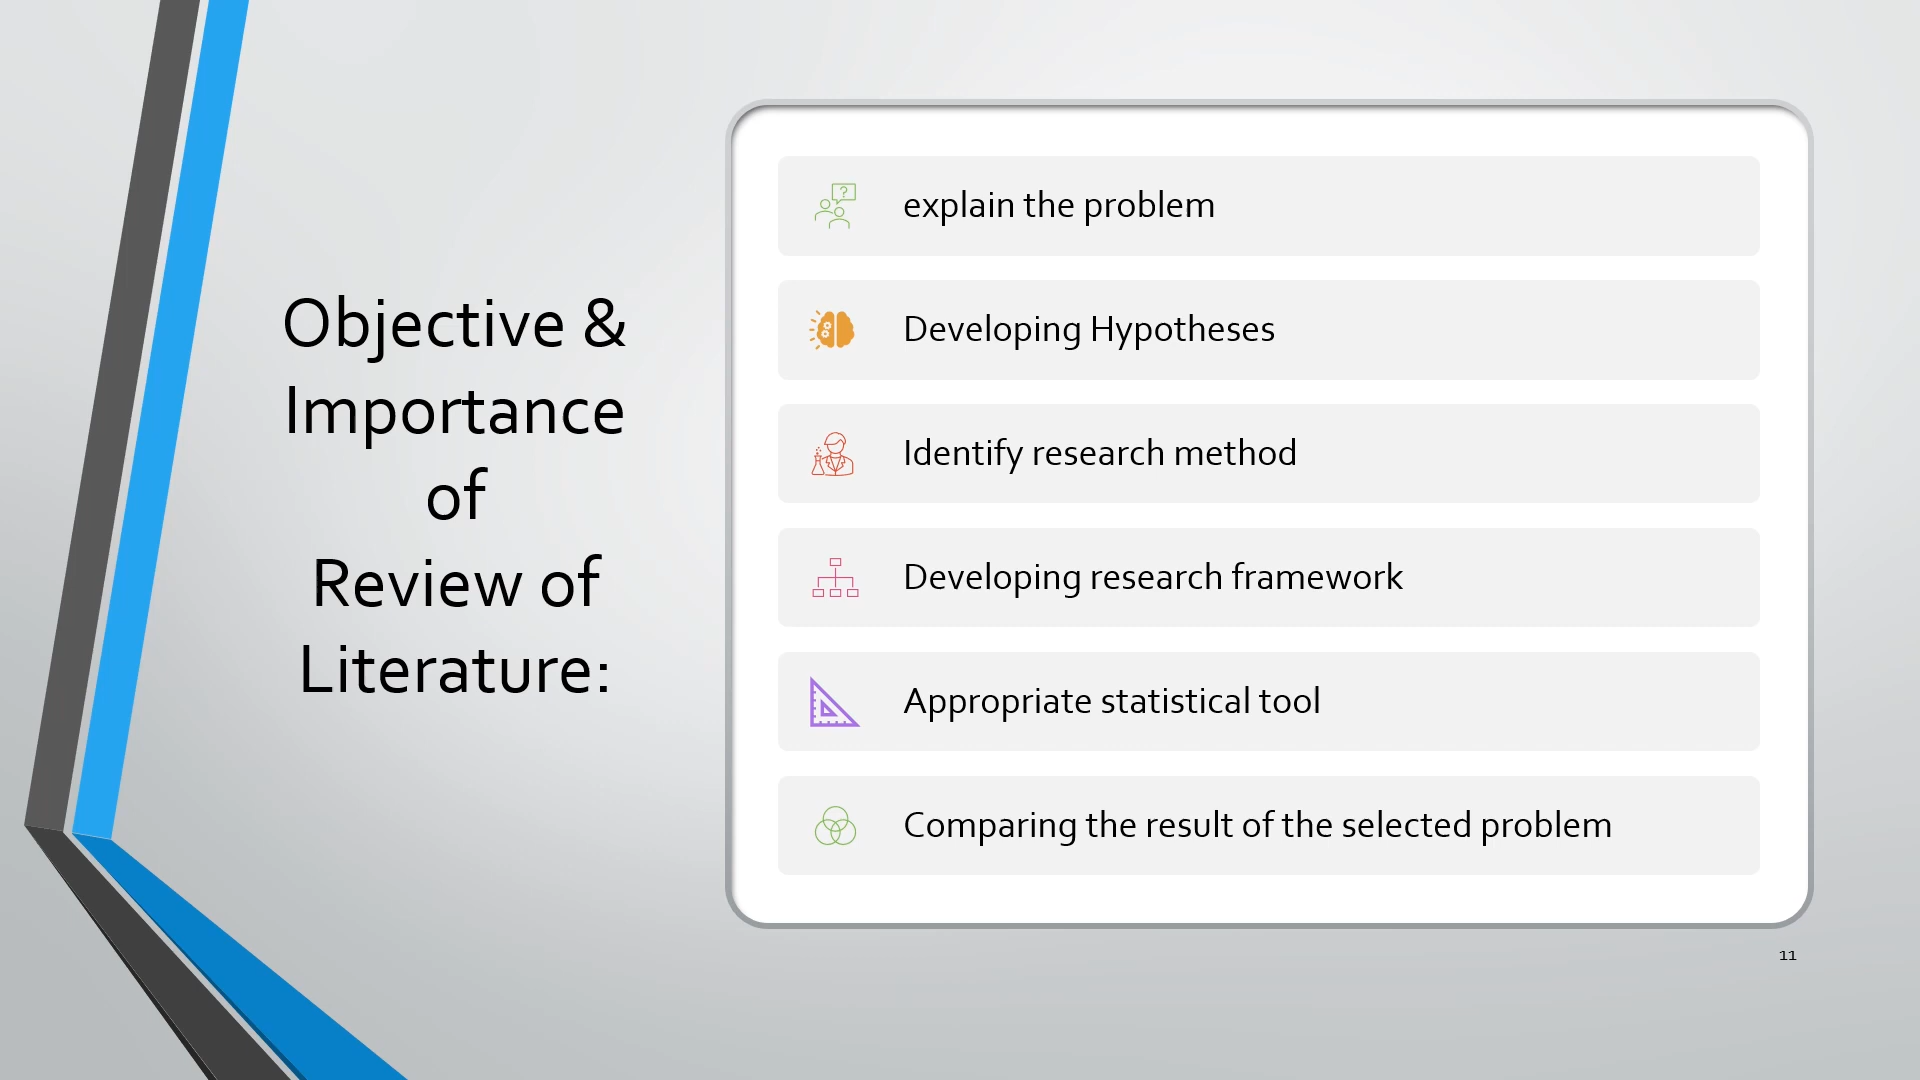 Objective &
Importance
of
Review of
Literature:
?
explain the problem
Developing Hypotheses
Identify research method
Developing research framework
Appropriate statistical tool
Comparing the result of the selected problem
11